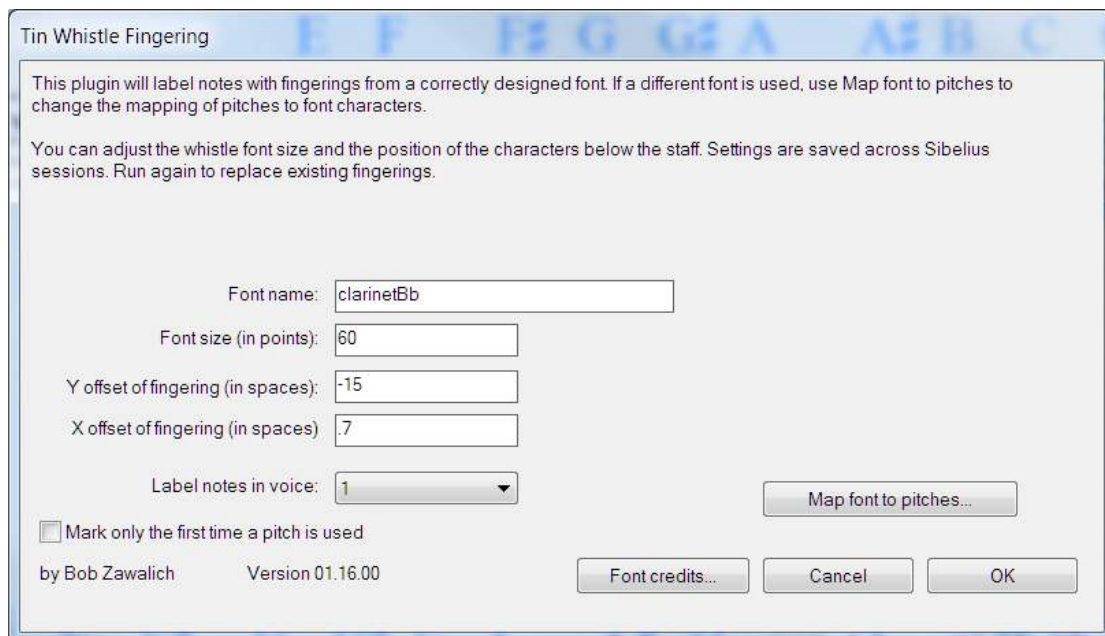 E F F♯ G G♯ A A♯ B C
Tin Whistle Fingering
This plugin will label notes with fingerings from a correctly designed font. If a different font is used, use Map font to pitches to
change the mapping of pitches to font characters.
You can adjust the whistle font size and the position of the characters below the staff. Settings are saved across Sibelius
sessions. Run again to replace existing fingerings.
Font name: clarinetBb
Font size (in points): 60
Y offset of fingering (in spaces): -15
X offset of fingering (in spaces) .7
Label notes in voice: 1
Map font to pitches...
Mark only the first time a pitch is used
by Bob Zawalich Version 01.16.00 Font credits... Cancel OK